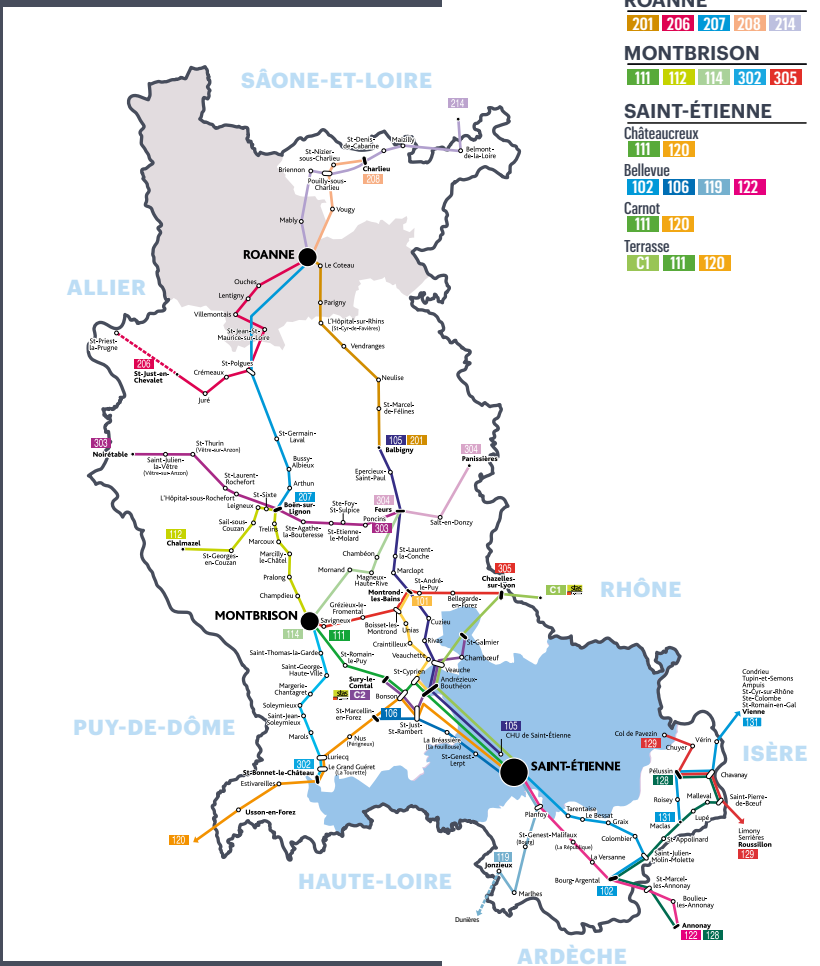 ROANNE
201 206 207 208 214
MONTBRISON
111 112 114 302 305
SAINT-ÉTIENNE
Châteaucreux
111 120
Bellevue
102 106 119 122
Carnot
111 120
Terrasse
C1 111 120
SÂONE-ET-LOIRE
214
St-Denis-
de-Cabanne
Maizilly
Belmont-
de-la-Loire
St-Nizier-
sous-Charlieu
Charlieu
208
Briennon
Pouilly-sous-
Charlieu
Vougy
Mably
ROANNE
Le Coteau
ALLIER
Ouches
Lentigny
Villemontais
Parigny
L'Hôpital-sur-Rhins
(St-Cyr-de-Favières)
St-Jean-St-
Maurice-sur-Loire
Vendranges
St-Priest-
la-Prugne
206
St-Just-en-
Chevalet
Crémeaux
St-Polgues
Juré
Neulise
St-Marcel-
de-Félines
St-Germain-
Laval
303
Noirétable
St-Thurin
(Vêtre-sur-Anzon)
Saint-Julien-
la-Vêtre
(Vêtre-sur-Anzon)
105 201
Balbigny
304
Panissières
Bussy-
Albieux
Arthun
Epercieux-
Saint-Paul
St-Laurent-
Rochefort
L'Hôpital-sous-Rochefort
St-Sixte
Leigneux
207
Boën-sur-
Lignon
304
Feurs
Ste-Foy-
St-Sulpice
Poncins
303
Salt-en-Donzy
Sail-sous-
Couzan
Trelins
Ste-Agathe-
la-Bouteresse
St-Etienne-
le-Molard
112
Chalmazel
St-Georges-
en-Couzan
Marcoux
Marcilly-
le-Châtel
Chambéon
St-Laurent-
la-Conche
Mornand
Magneux-
Haute-Rive
Marclopt
Pralong
Champdieu
St-André-
le-Puy
305
Chazelles-
sur-Lyon
C1 stas
RHÔNE
Montrond-
les-Bains
101
Bellegarde-
en-Forez
MONTBRISON
Savigneux
114
111
Grézieux-le-
Fromental
Boisset-lès-
Montrond
Unias
Cuzieu
Rivas
St-Galmier
Craintilleux
Veauchette
Chambœuf
Veauche
Saint-Thomas-la-Garde
St-Romain-
le-Puy
Saint-George-
Haute-Ville
St-Cyprien
Andrézieux-
Bouthéon
Sury-le-
Comtal
stas C2
Bonson
Margerie-
Chantagret
Soleymieux
Saint-Jean-
Soleymieux
St-Marcellin-
en-Forez
106
St-Just-
St-Rambert
Marols
Nus
(Périgneux)
La Bréassière
(La Fouillouse)
St-Genest-
Lerpt
105
CHU de Saint-Étienne
SAINT-ÉTIENNE
PUY-DE-DÔME
302
St-Bonnet-le-Château
Luriecq
Le Grand Guéret
(La Tourette)
Estivareilles
Usson-en-Forez
120
HAUTE-LOIRE
Condrieu
Tupin-et-Semons
Ampuis
St-Cyr-sur-Rhône
Ste-Colombe
St-Romain-en-Gal
Vienne
131
ISÈRE
Col de Pavezin
129
Chuyer
Vérin
Pélussin
128
Chavanay
Roisey
Malleval
Saint-Pierre-
de-Bœuf
131
Maclas
Lupé
Limony
Serrières
Roussillon
129
Planfoy
Tarentaise
Le Bessat
Graix
Colombier
St-Appolinard
Saint-Julien-
Molin-Molette
St-Genest-Malifaux
(Bourg)
(La République)
La Versanne
119
Jonzieux
Marlhes
Dunières
Bourg-Argental
102
St-Marcel-
lès-Annonay
Boulieu-
lès-Annonay
Annonay
122 128
ARDÈCHE